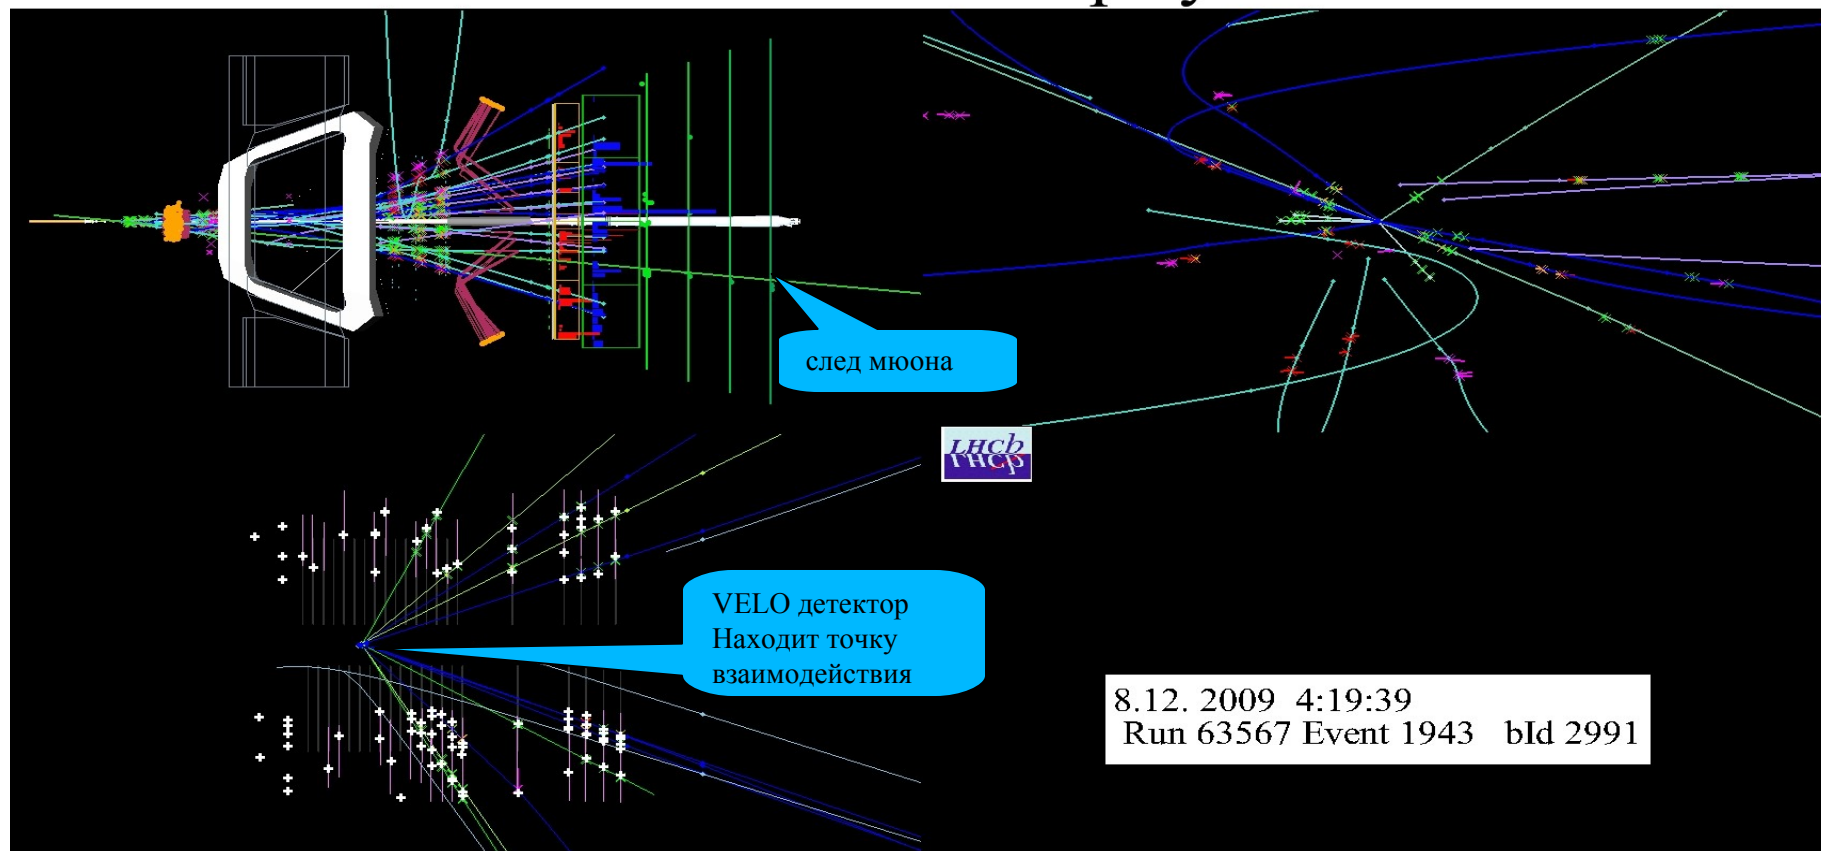 след мюона
LHCb
VELO детектор
Находит точку
взаимодействия
8.12. 2009 4:19:39
Run 63567 Event 1943 bId 2991